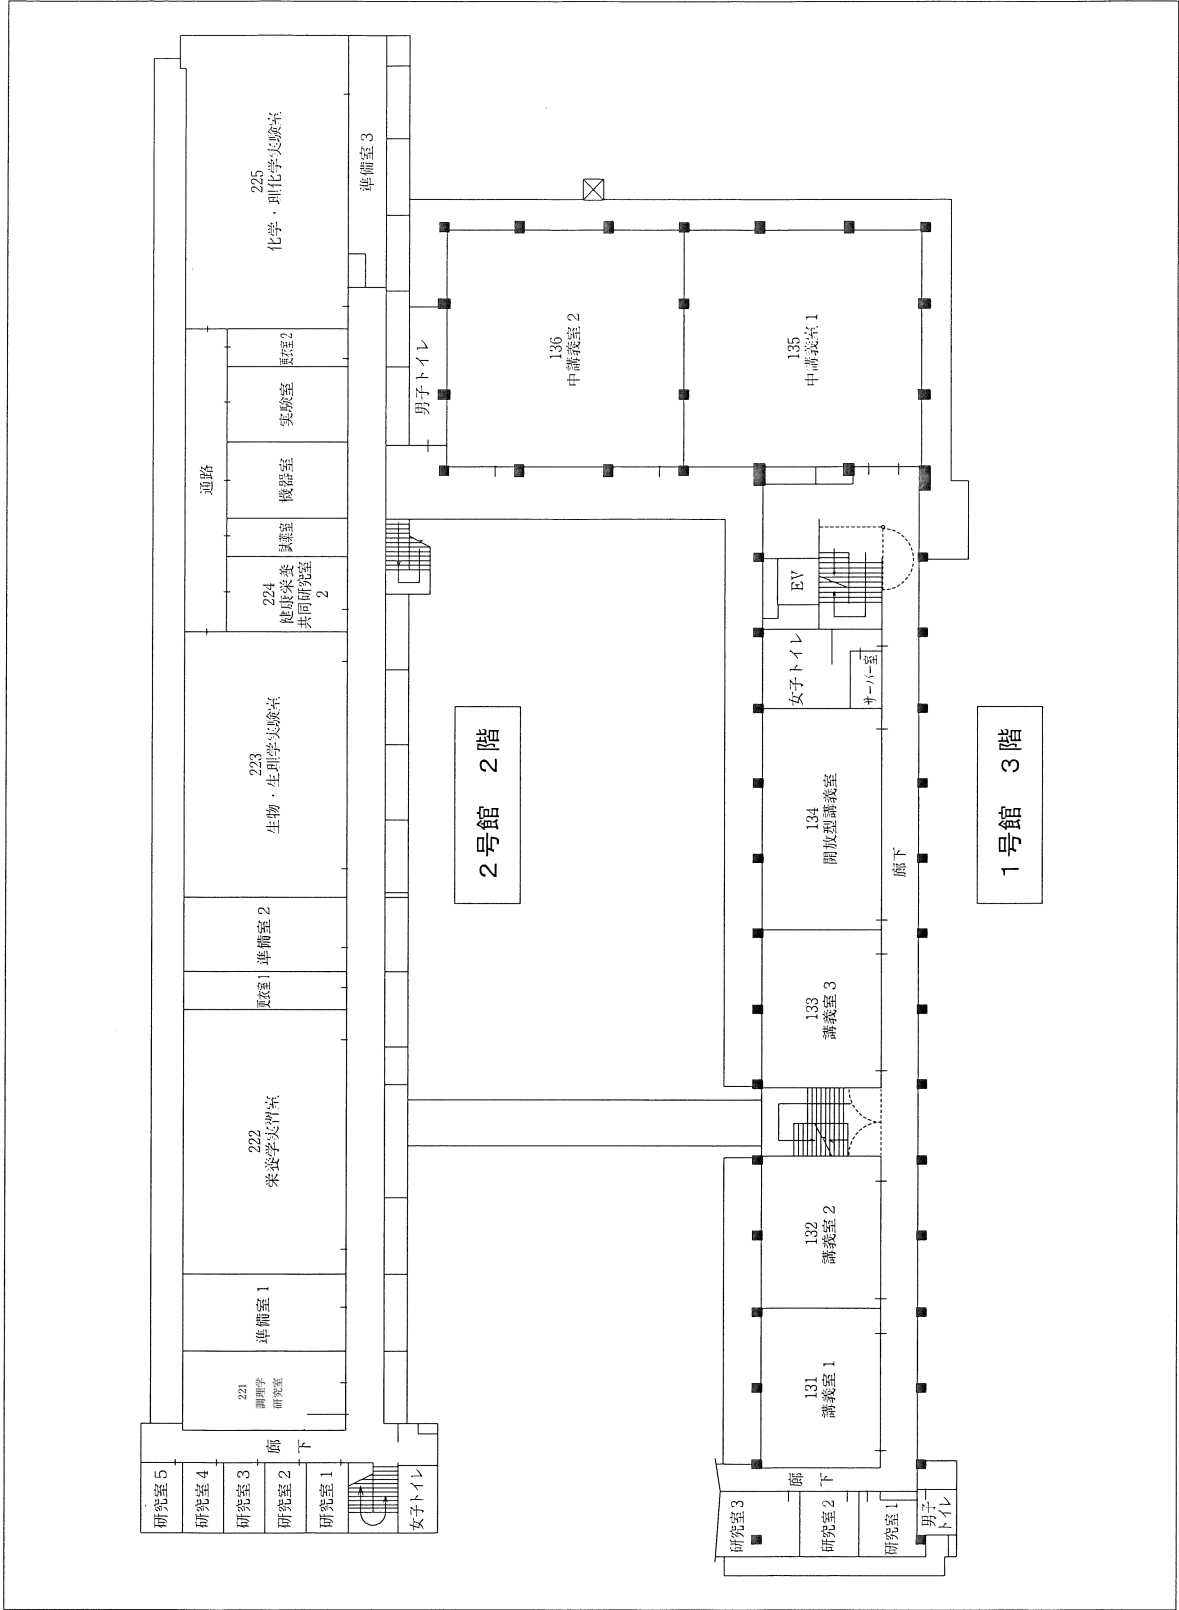 225
化学・理化学実験室
準備室 3
更衣室 2
実験室
機器室
試薬室
通路
224
健康栄養
共同研究室
2
223
生物・生理学実験室
準備室 2
更衣室 1
222
栄養学実習室
準備室 1
221
調理学
研究室
廊下
研究室 5
研究室 4
研究室 3
研究室 2
研究室 1
女子トイレ
男子トイレ
2号館 2階
136
中講義室 2
135
中講義室 1
EV
女子トイレ
サーバー室
134
開放型講義室
廊下
133
講義室 3
132
講義室 2
131
講義室 1
廊下
研究室 3
研究室 2
研究室 1
男子
トイレ
1号館 3階